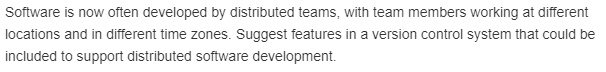 Software is now often developed by distributed teams, with team members working at different
locations and in different time zones. Suggest features in a version control system that could be
included to support distributed software development.